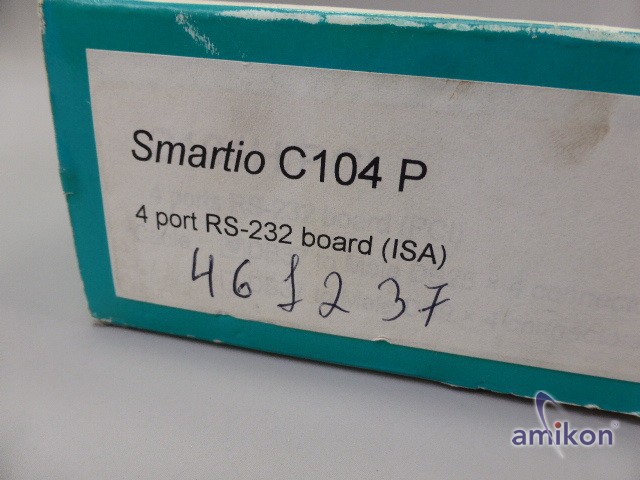 Smartio C104 P
4 port RS-232 board (ISA)
461237
amikon